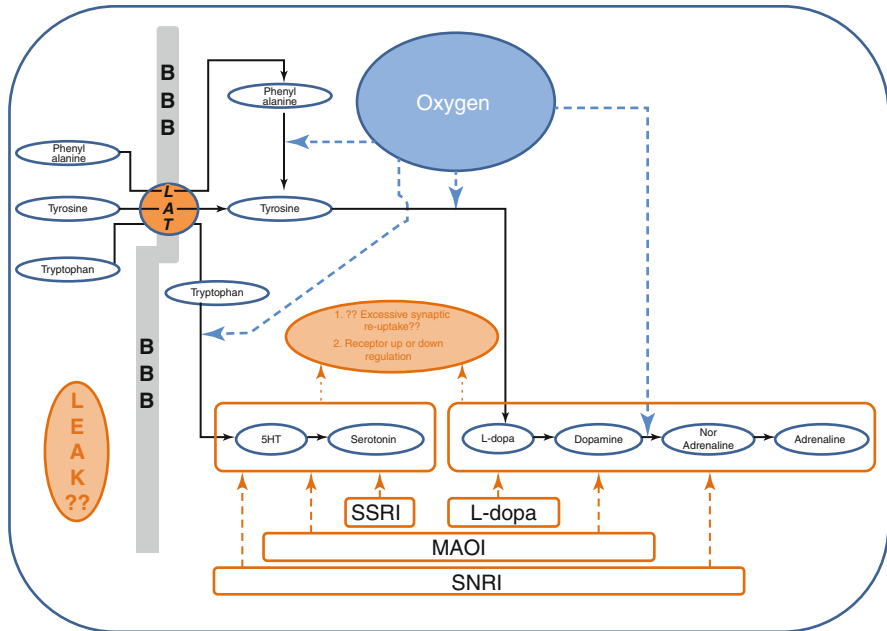 B
B
B
Phenyl
alanine
Oxygen
Phenyl
alanine
L
A
T
Tyrosine
Tyrosine
Tryptophan
Tryptophan
1. ?? Excessive synaptic
re-uptake??
2. Receptor up or down
regulation
B
B
B
L
E
A
K
??
5HT
Serotonin
L-dopa
Dopamine
Nor
Adrenaline
Adrenaline
SSRI
L-dopa
MAOI
SNRI